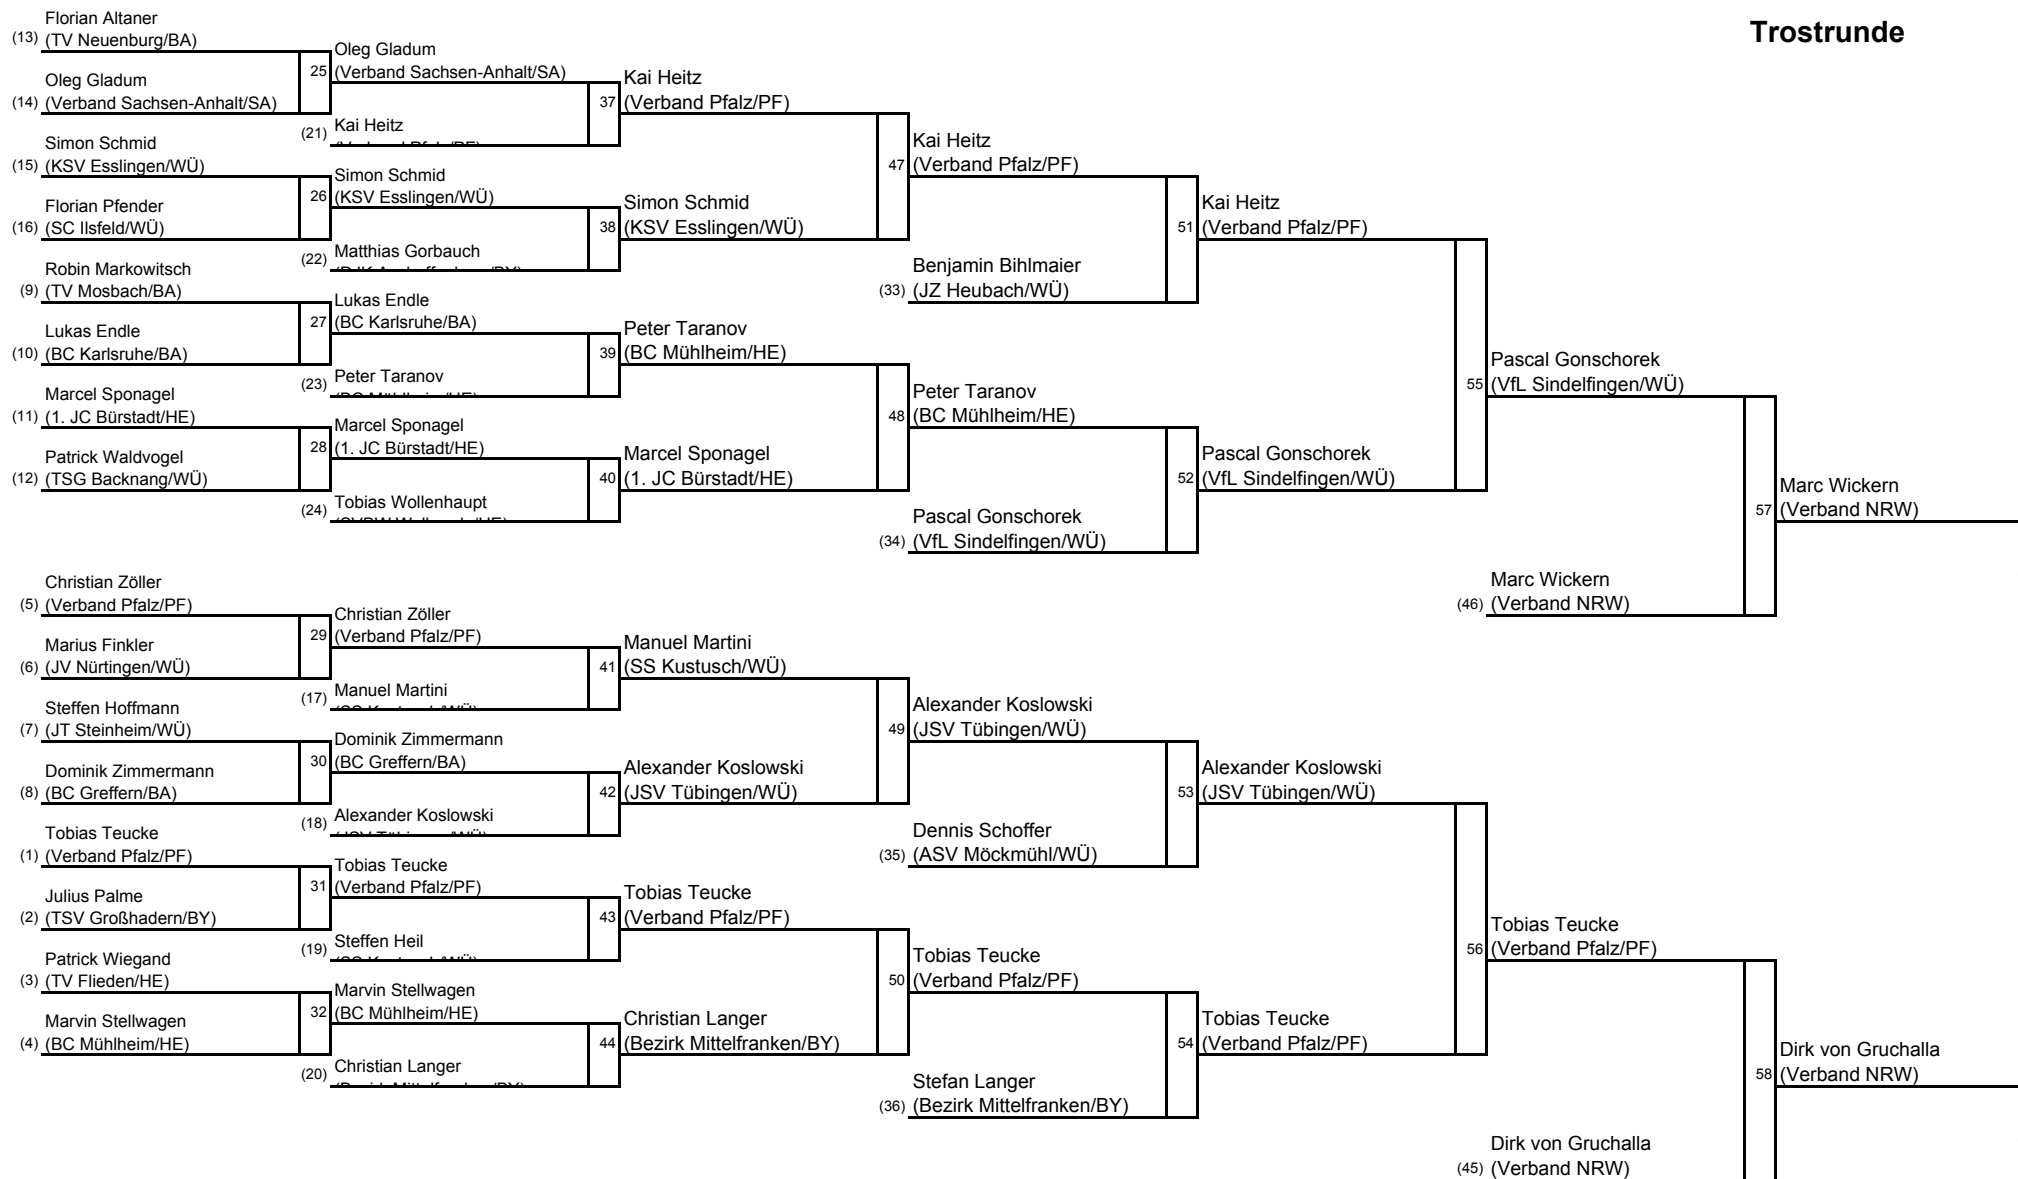 Trostrunde
Florian Altaner
(13) (TV Neuenburg/BA)
Oleg Gladum
(14) (Verband Sachsen-Anhalt/SA)
Simon Schmid
(15) (KSV Esslingen/WÜ)
Florian Pfender
(16) (SC Ilsfeld/WÜ)
Robin Markowitsch
(9) (TV Mosbach/BA)
Lukas Endle
(10) (BC Karlsruhe/BA)
Marcel Sponagel
(11) (1. JC Bürstadt/HE)
Patrick Waldvogel
(12) (TSG Backnang/WÜ)
Christian Zöller
(5) (Verband Pfalz/PF)
Marius Finkler
(6) (JV Nürtingen/WÜ)
Steffen Hoffmann
(7) (JT Steinheim/WÜ)
Dominik Zimmermann
(8) (BC Greffern/BA)
Tobias Teucke
(1) (Verband Pfalz/PF)
Julius Palme
(2) (TSV Großhadern/BY)
Patrick Wiegand
(3) (TV Flieden/HE)
Marvin Stellwagen
(4) (BC Mühlheim/HE)
Oleg Gladum
25 (Verband Sachsen-Anhalt/SA)
(21) Kai Heitz
Simon Schmid
26 (KSV Esslingen/WÜ)
(22) Matthias Gorbauch
Lukas Endle
27 (BC Karlsruhe/BA)
(23) Peter Taranov
Marcel Sponagel
28 (1. JC Bürstadt/HE)
(24) Tobias Wollenhaupt
Christian Zöller
29 (Verband Pfalz/PF)
(17) Manuel Martini
Dominik Zimmermann
30 (BC Greffern/BA)
(18) Alexander Koslowski
Tobias Teucke
31 (Verband Pfalz/PF)
(19) Steffen Heil
Marvin Stellwagen
32 (BC Mühlheim/HE)
(20) Christian Langer
Kai Heitz
37 (Verband Pfalz/PF)
Simon Schmid
38 (KSV Esslingen/WÜ)
Peter Taranov
39 (BC Mühlheim/HE)
Marcel Sponagel
40 (1. JC Bürstadt/HE)
Manuel Martini
41 (SS Kustusch/WÜ)
Alexander Koslowski
42 (JSV Tübingen/WÜ)
Tobias Teucke
43 (Verband Pfalz/PF)
Christian Langer
44 (Bezirk Mittelfranken/BY)
Kai Heitz
47 (Verband Pfalz/PF)
Benjamin Bihlmaier
(33) (JZ Heubach/WÜ)
Peter Taranov
48 (BC Mühlheim/HE)
Pascal Gonschorek
(34) (VfL Sindelfingen/WÜ)
Alexander Koslowski
49 (JSV Tübingen/WÜ)
Dennis Schoffer
(35) (ASV Möckmühl/WÜ)
Tobias Teucke
50 (Verband Pfalz/PF)
Stefan Langer
(36) (Bezirk Mittelfranken/BY)
Kai Heitz
51 (Verband Pfalz/PF)
Pascal Gonschorek
52 (VfL Sindelfingen/WÜ)
Alexander Koslowski
53 (JSV Tübingen/WÜ)
Tobias Teucke
54 (Verband Pfalz/PF)
Pascal Gonschorek
55 (VfL Sindelfingen/WÜ)
Marc Wickern
(46) (Verband NRW)
Tobias Teucke
56 (Verband Pfalz/PF)
Dirk von Gruchalla
(45) (Verband NRW)
Marc Wickern
57 (Verband NRW)
Dirk von Gruchalla
58 (Verband NRW)